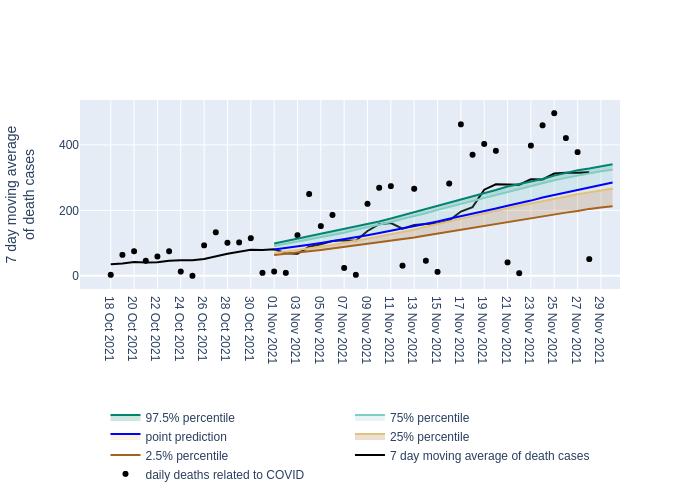 7 day moving average
of death cases
400
200
0
18 Oct 2021
20 Oct 2021
22 Oct 2021
24 Oct 2021
26 Oct 2021
28 Oct 2021
30 Oct 2021
01 Nov 2021
03 Nov 2021
05 Nov 2021
07 Nov 2021
09 Nov 2021
11 Nov 2021
13 Nov 2021
15 Nov 2021
17 Nov 2021
19 Nov 2021
21 Nov 2021
23 Nov 2021
25 Nov 2021
27 Nov 2021
29 Nov 2021
97.5% percentile
75% percentile
point prediction
25% percentile
2.5% percentile
7 day moving average of death cases
daily deaths related to COVID